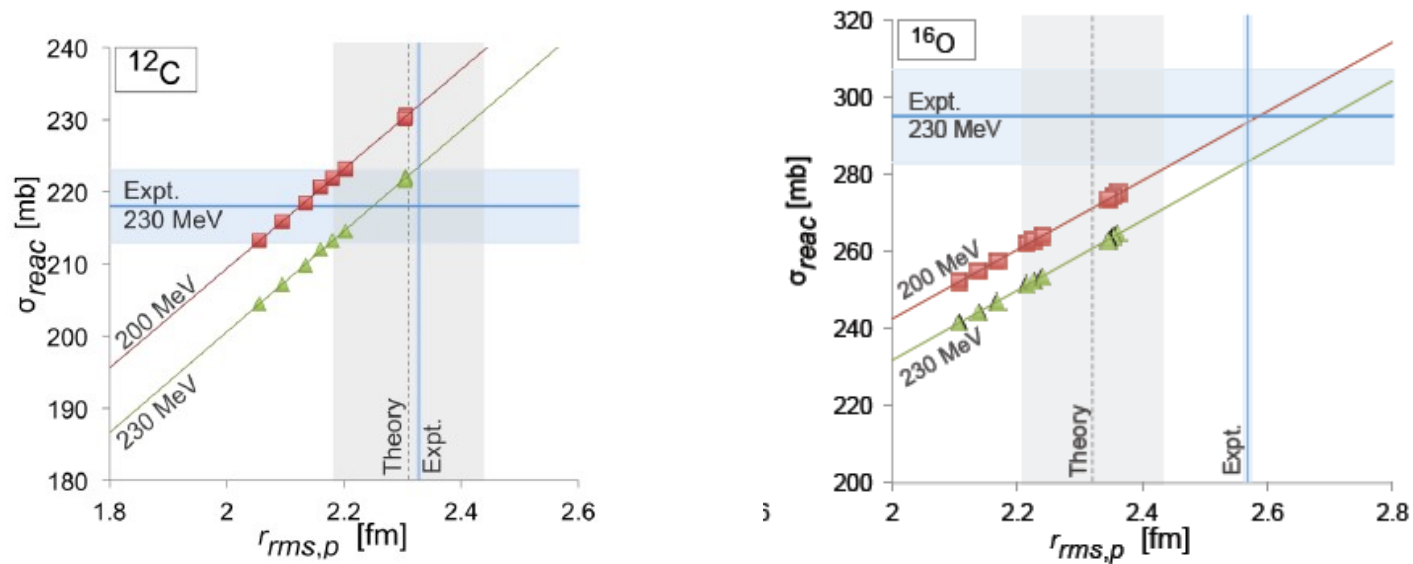 240
230
220
210
200
190
180
σreac [mb]
12C
Expt.
230 MeV
200 MeV
230 MeV
Theory
Expt.
1.8
2
2.2
2.4
2.6
rrms,p [fm]
320
300
280
260
240
220
200
σreac [mb]
16O
Expt.
230 MeV
200 MeV
230 MeV
Theory
Expt.
2
2.2
2.4
2.6
2.8
rrms,p [fm]